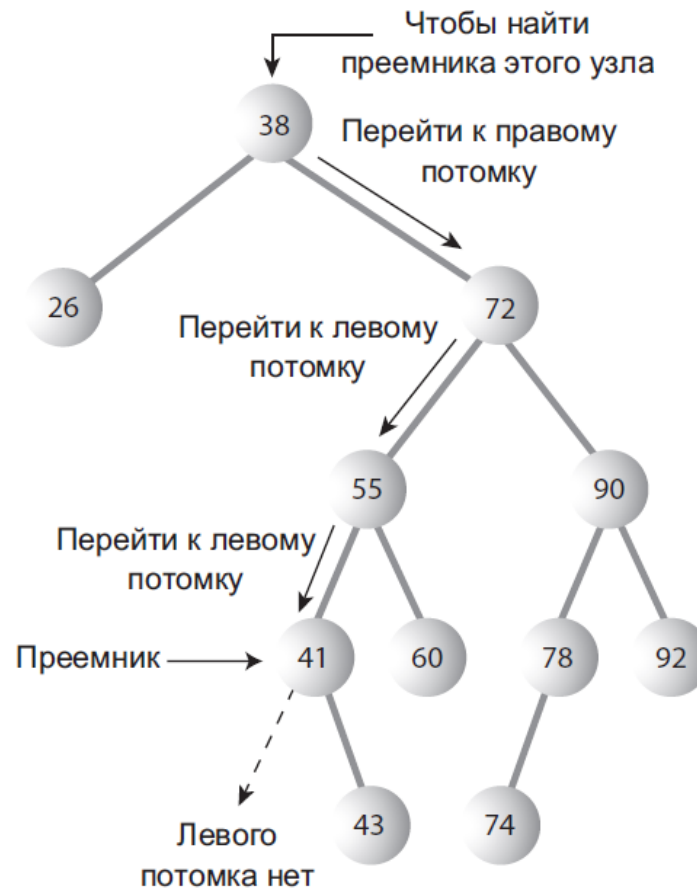 Чтобы найти
преемника этого узла
38
Перейти к правому
потомку
26
72
Перейти к левому
потомку
55
90
Перейти к левому
потомку
Преемник
41
60
78
92
Левого
потомка нет
43
74